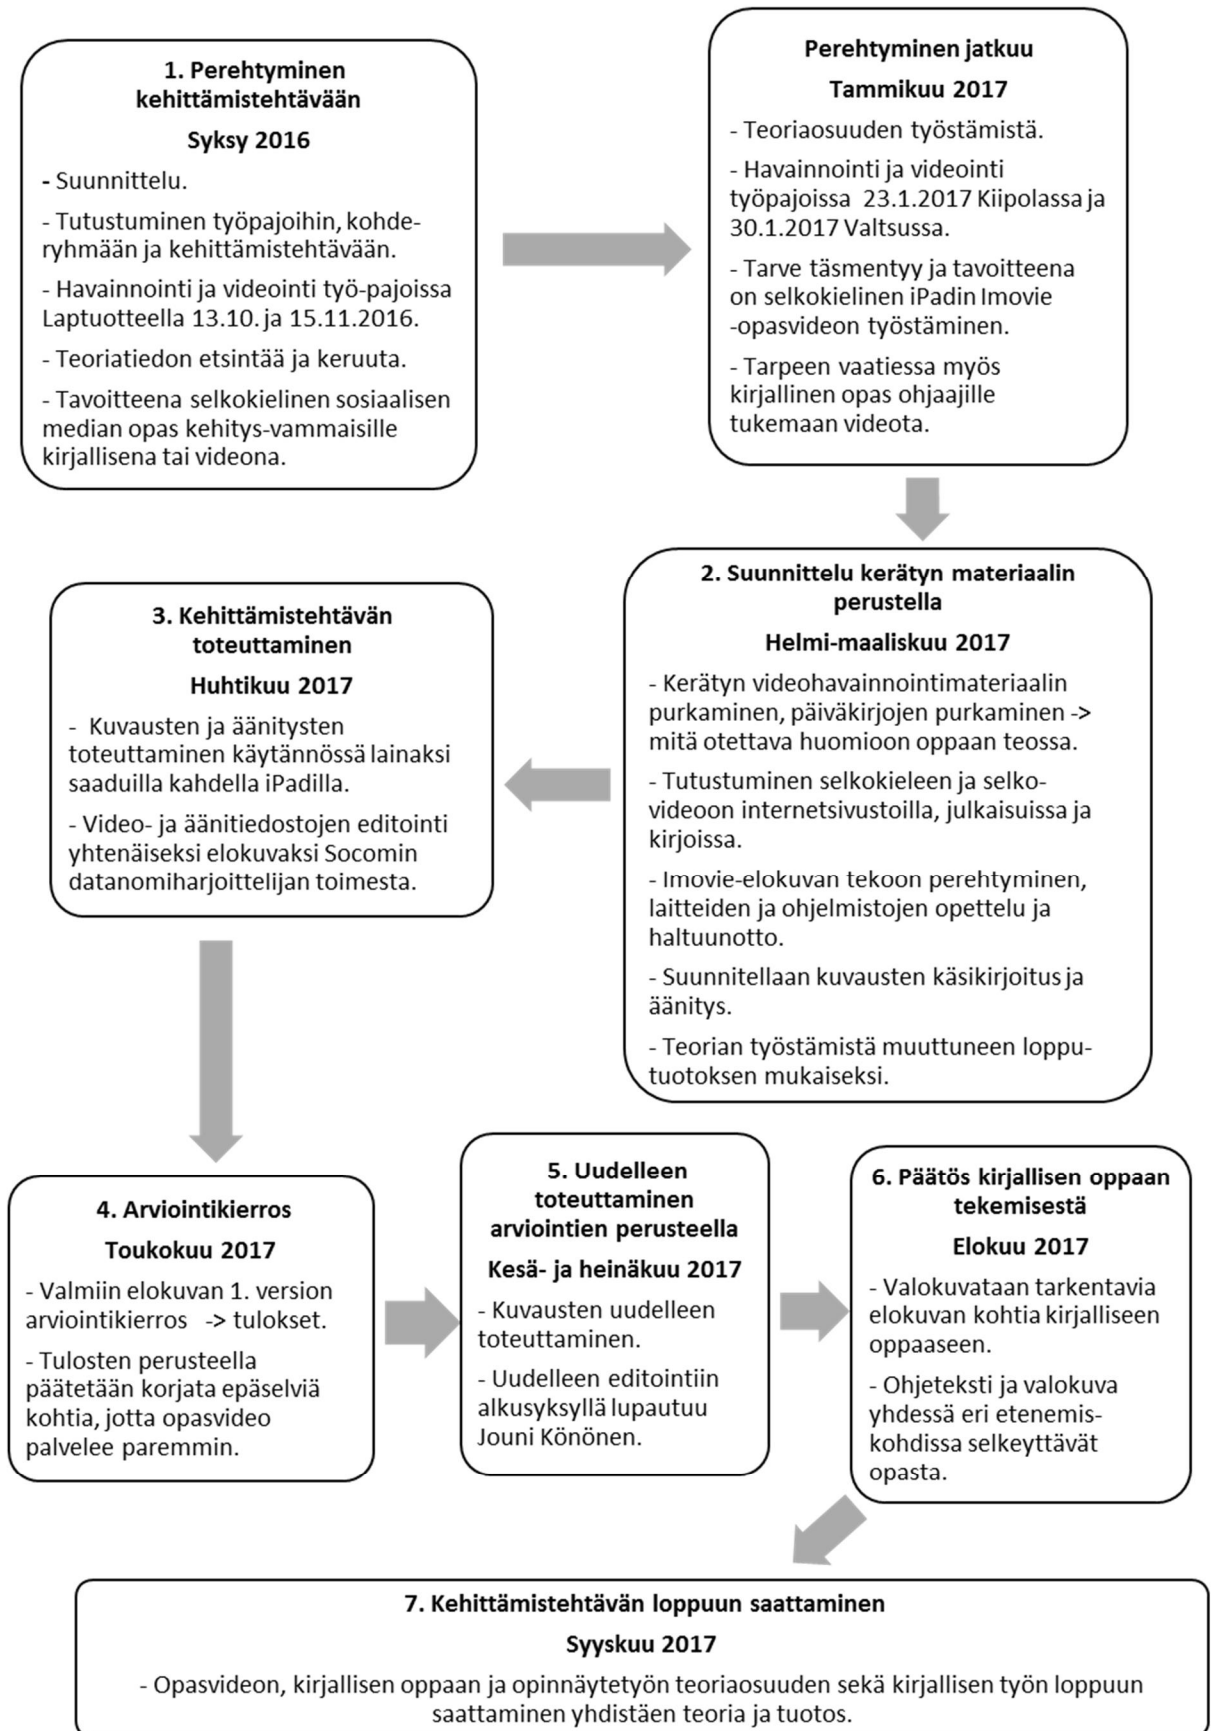 1. Perehtyminen
kehittämistehtävään
Syksy 2016
- Suunnittelu.
- Tutustuminen työpajoihin, kohde-
ryhmään ja kehittämistehtävään.
- Havainnointi ja videointi työ-pajoissa
Laptuotteella 13.10. ja 15.11.2016.
- Teoriatiedon etsintää ja keruuta.
- Tavoitteena selkokielinen sosiaalisen
median opas kehitys-vammaisille
kirjallisena tai videona.
Perehtyminen jatkuu
Tammikuu 2017
- Teoriaosuuden työstämistä.
- Havainnointi ja videointi
työpajoissa 23.1.2017 Kiipolassa ja
30.1.2017 Valtsussa.
- Tarve täsmentyy ja tavoitteena
on selkokielinen iPadin Imovie
-opasvideon työstäminen.
- Tarpeen vaatiessa myös
kirjallinen opas ohjaajille
tukemaan videota.
2. Suunnittelu kerätyn materiaalin
perustella
Helmi-maaliskuu 2017
- Kerätyn videohavainnointimateriaalin
purkaminen, päiväkirjojen purkaminen ->
mitä otettava huomioon oppaan teossa.
- Tutustuminen selkokieleen ja selko-
videoon internetsivustoilla, julkaisuissa ja
kirjoissa.
- Imovie-elokuvan tekoon perehtyminen,
laitteiden ja ohjelmistojen opettelu ja
haltuunotto.
- Suunnitellaan kuvausten käsikirjoitus ja
äänitys.
- Teorian työstämistä muuttuneen loppu-
tuotoksen mukaiseksi.
3. Kehittämistehtävän
toteuttaminen
Huhtikuu 2017
- Kuvausten ja äänitysten
toteuttaminen käytännössä lainaksi
saaduilla kahdella iPadilla.
- Video- ja äänitiedostojen editointi
yhtenäiseksi elokuvaksi Socomin
datanomiharjoittelijan toimesta.
4. Arviointikierros
Toukokuu 2017
- Valmiin elokuvan 1. version
arviointikierros -> tulokset.
- Tulosten perusteella
päätetään korjata epäselviä
kohtia, jotta opasvideo
palvelee paremmin.
5. Uudelleen
toteuttaminen
arviointien perusteella
Kesä- ja heinäkuu 2017
- Kuvausten uudelleen
toteuttaminen.
- Uudelleen editointiin
alkusyksyllä lupautuu
Jouni Könönen.
6. Päätös kirjallisen oppaan
tekemisestä
Elokuu 2017
- Valokuvataan tarkentavia
elokuvan kohtia kirjalliseen
oppaaseen.
- Ohjeteksti ja valokuva
yhdessä eri etenemis-
kohdissa selkeyttävät
opasta.
7. Kehittämistehtävän loppuun saattaminen
Syyskuu 2017
- Opasvideon, kirjallisen oppaan ja opinnäytetyön teoriaosuuden sekä kirjallisen työn loppuun
saattaminen yhdistäen teoria ja tuotos.